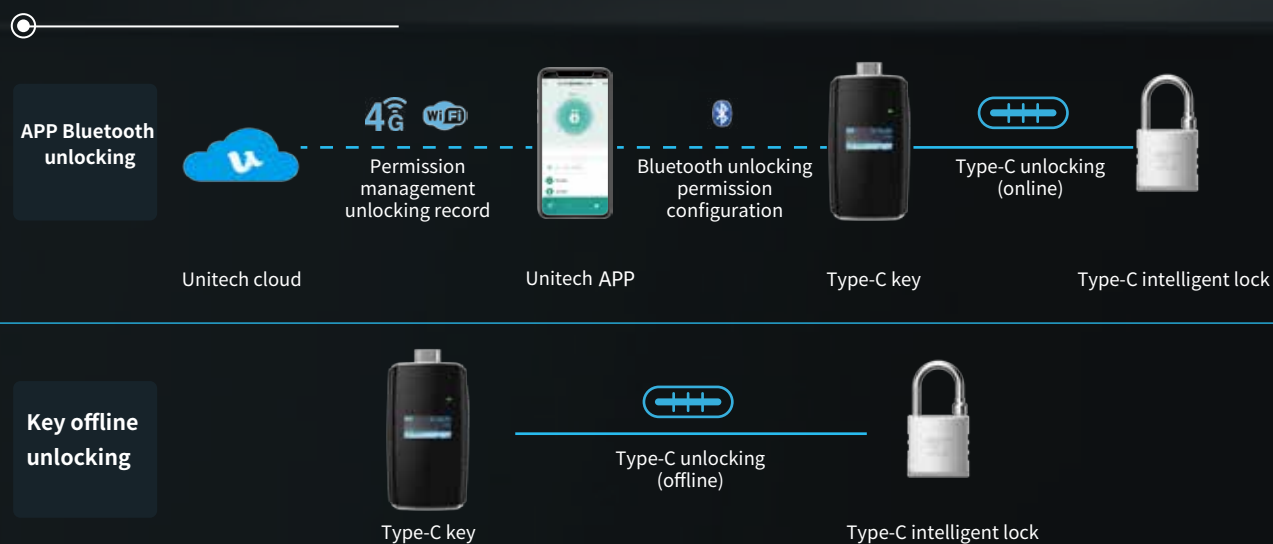 APP Bluetooth
unlocking
4G
WiFi
Permission
management
unlocking record
Bluetooth unlocking
permission
configuration
Type-C unlocking
(online)
Unitech cloud
Unitech APP
Type-C key
Type-C intelligent lock
Key offline
unlocking
Type-C unlocking
(offline)
Type-C key
Type-C intelligent lock